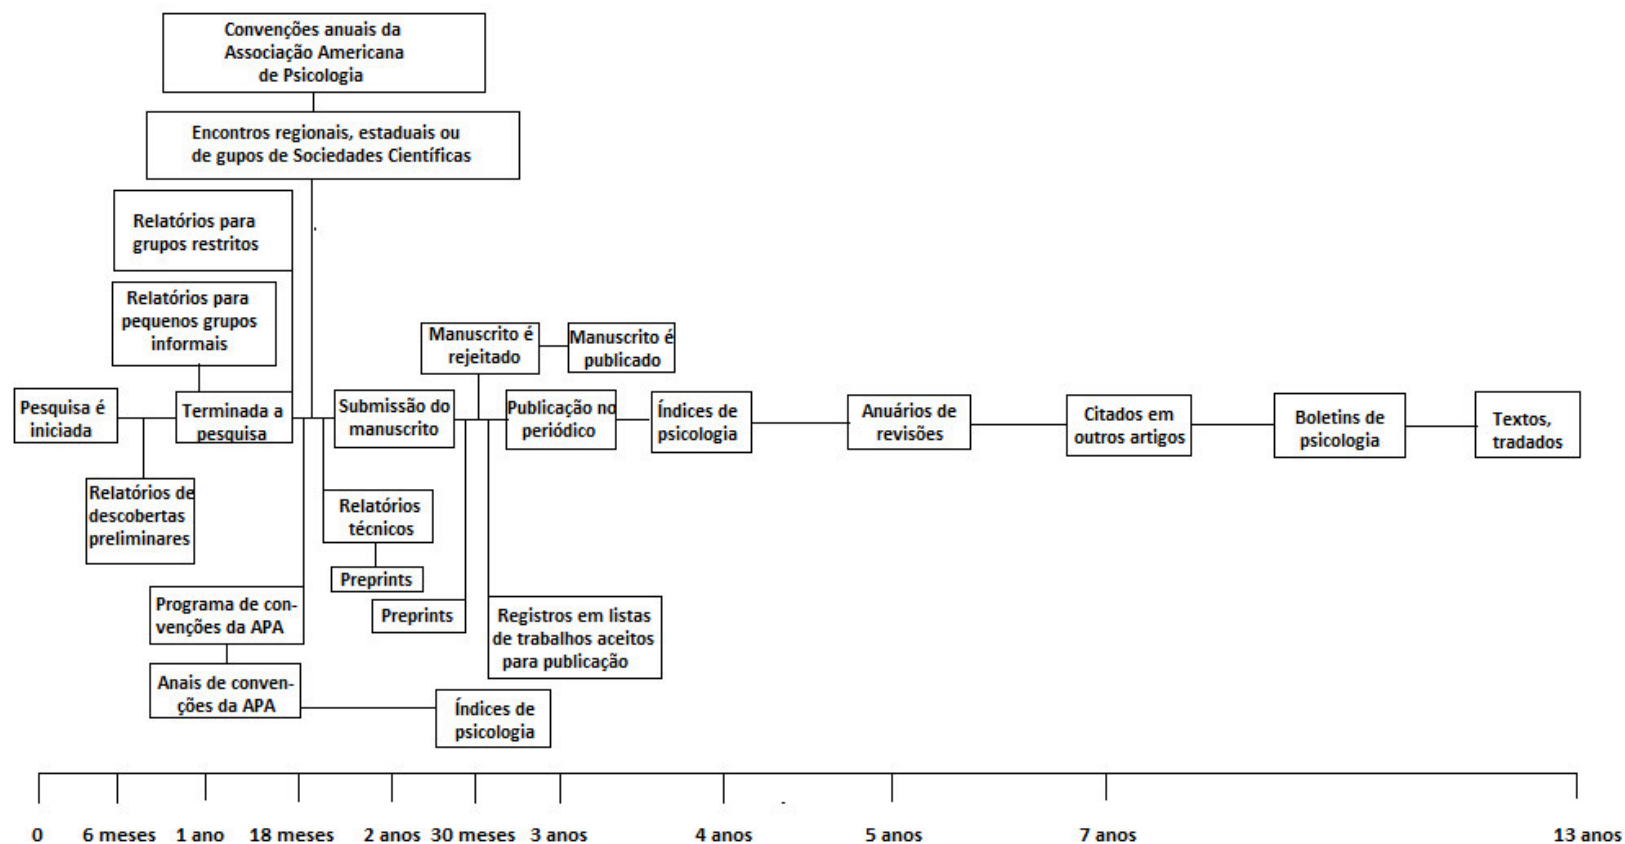 Convenções anuais da
Associação Americana
de Psicologia
Encontros regionais, estaduais ou
de gupos de Sociedades Científicas
Relatórios para
grupos restritos
Relatórios para
pequenos grupos
informais
Manuscrito é
rejeitado
Manuscrito é
publicado
Pesquisa é
iniciada
Terminada a
pesquisa
Submissão do
manuscrito
Publicação no
periódico
Índices de
psicologia
Anuários de
revisões
Citados em
outros artigos
Boletins de
psicologia
Textos,
tradados
Relatórios de
descobertas
preliminares
Relatórios
técnicos
Preprints
Preprints
Programa de con-
venções da APA
Registros em listas
de trabalhos aceitos
para publicação
Anais de conven-
ções da APA
Índices de
psicologia
0 6 meses 1 ano 18 meses 2 anos 30 meses 3 anos 4 anos 5 anos 7 anos 13 anos